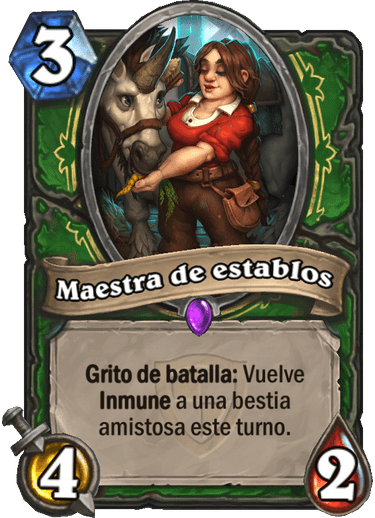 3
Maestra de establos
Grito de batalla: Vuelve
Inmune a una bestia
amistosa este turno.
4
2